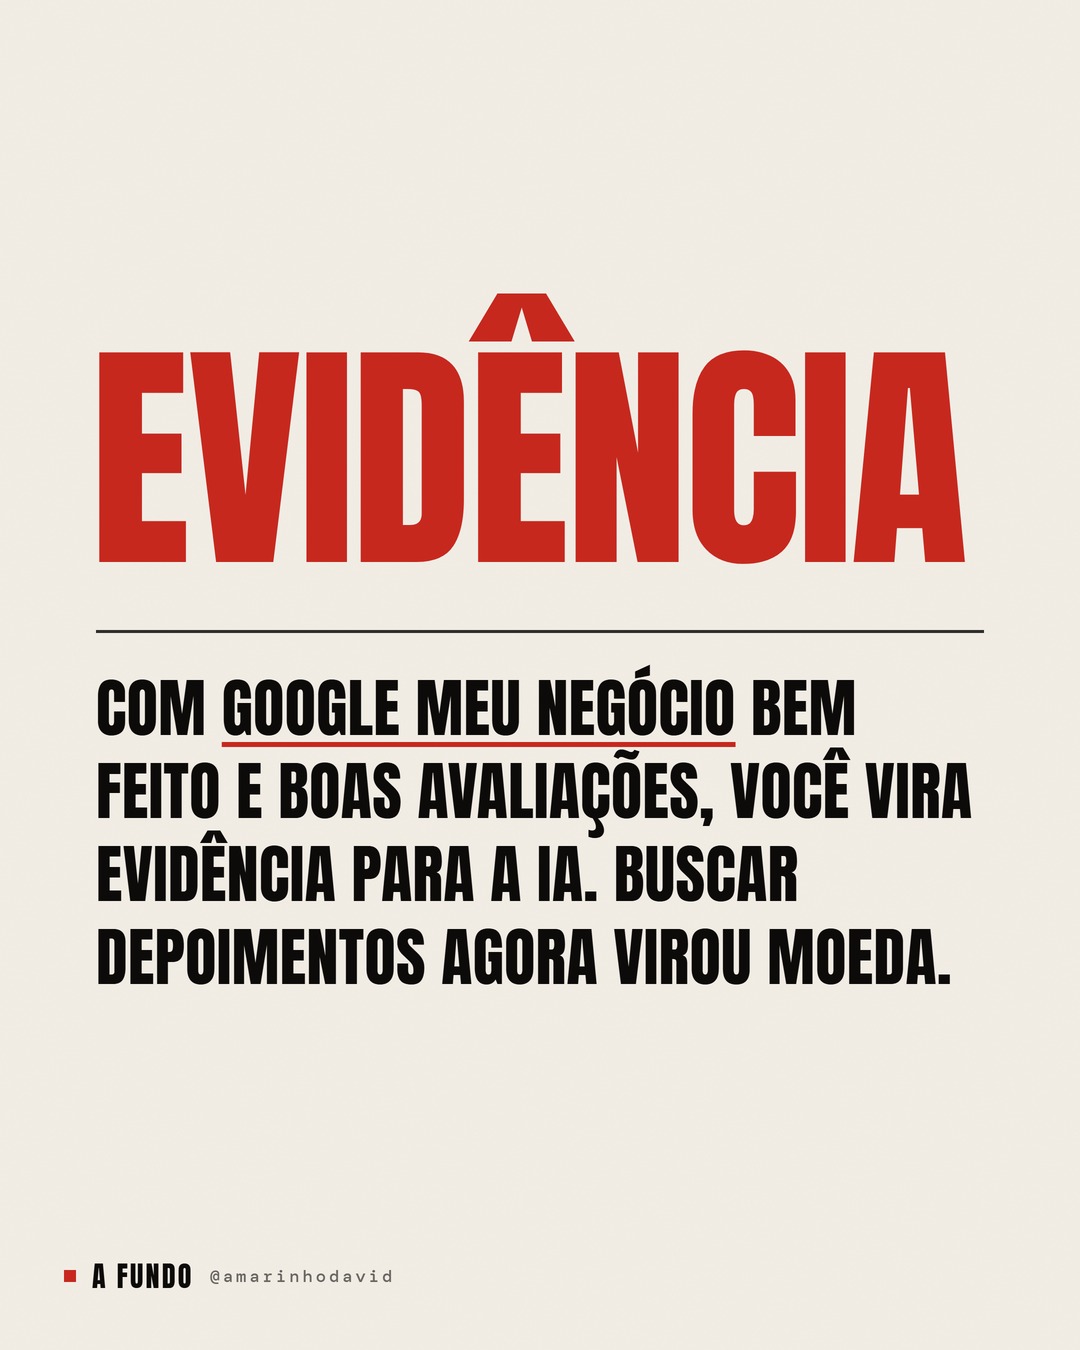 EVIDÊNCIA
COM GOOGLE MEU NEGÓCIO BEM
FEITO E BOAS AVALIAÇÕES, VOCÊ VIRA
EVIDÊNCIA PARA A IA. BUSCAR
DEPOIMENTOS AGORA VIROU MOEDA.
A FUNDO @amarinhodavid